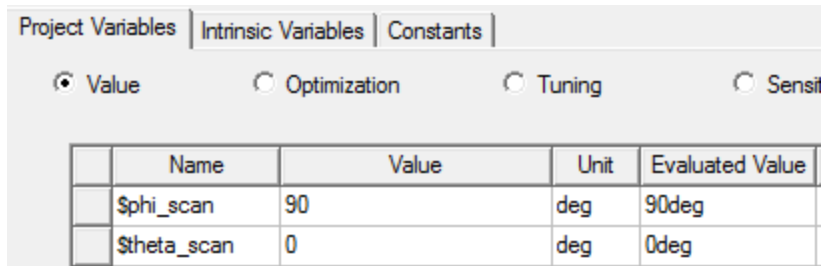 Project Variables Intrinsic Variables Constants
Value Optimization Tuning
Name Value Unit Evaluated Value
$phi_scan 90 deg 90deg
$theta_scan 0 deg 0deg